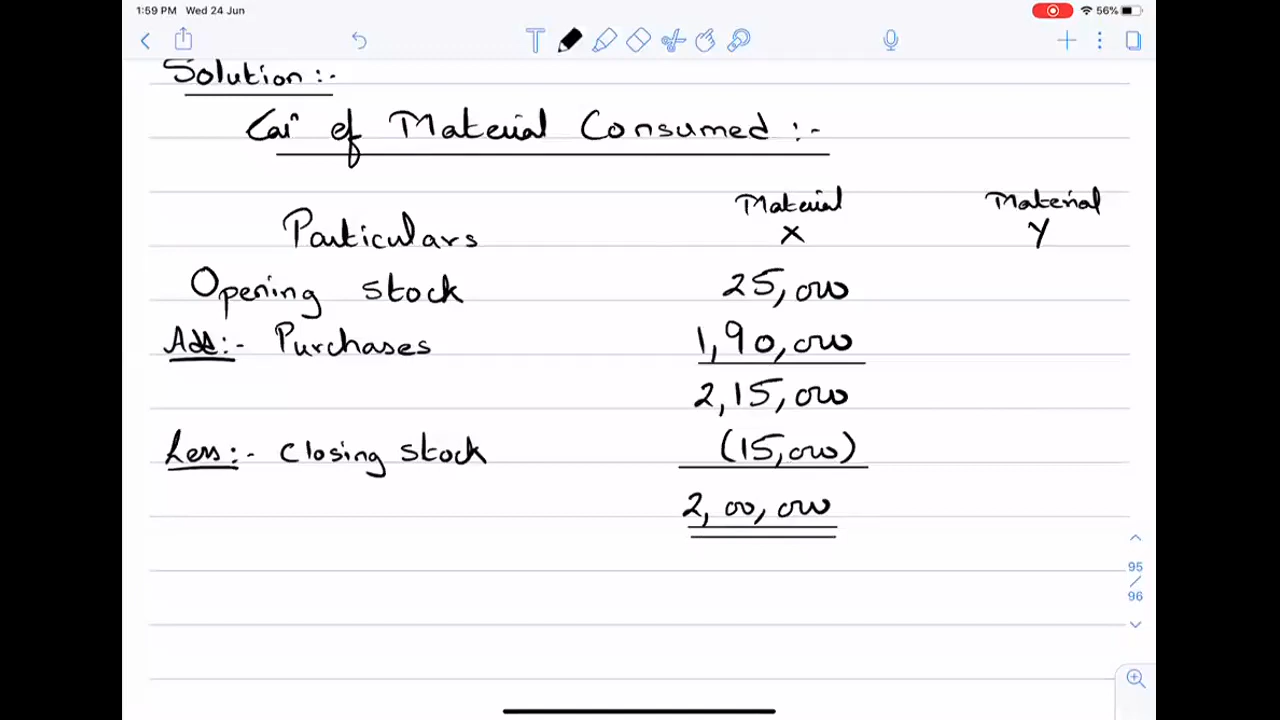 1:59 PM Wed 24 Jun 56%
Solution :-
of Material Consumed :-
Material Material
Particulars X Y
Opening stock 25,000
Add:- Purchases 1,90,000
2,15,000
Less:- Closing stock (15,000)
2,00,000
95
/
96